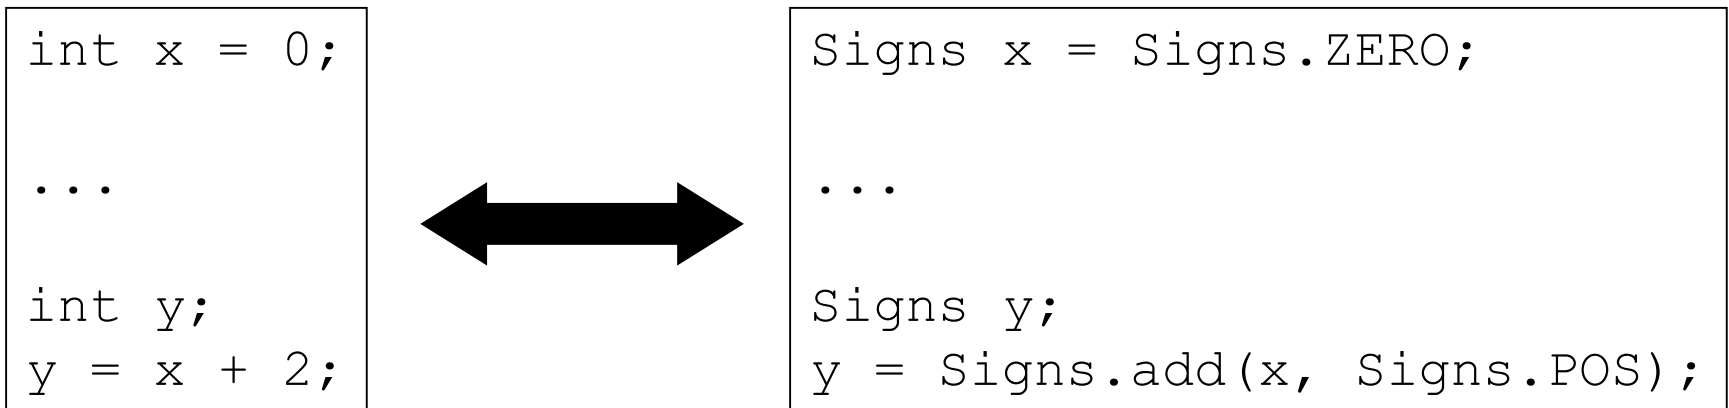 int x = 0;
...
int y;
y = x + 2;
Signs x = Signs.ZERO;
...
Signs y;
y = Signs.add(x, Signs.POS);